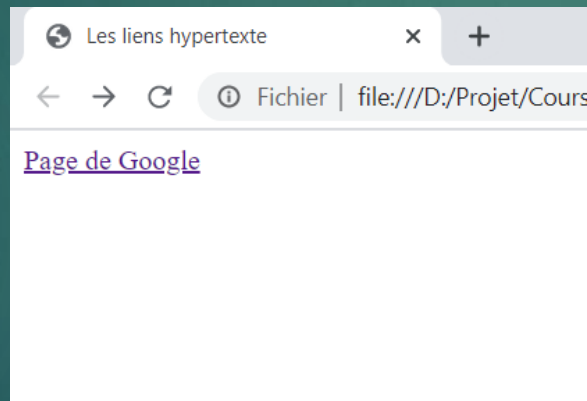 Les liens hypertexte
Fichier | file:///D:/Projet/Cours
Page de Google